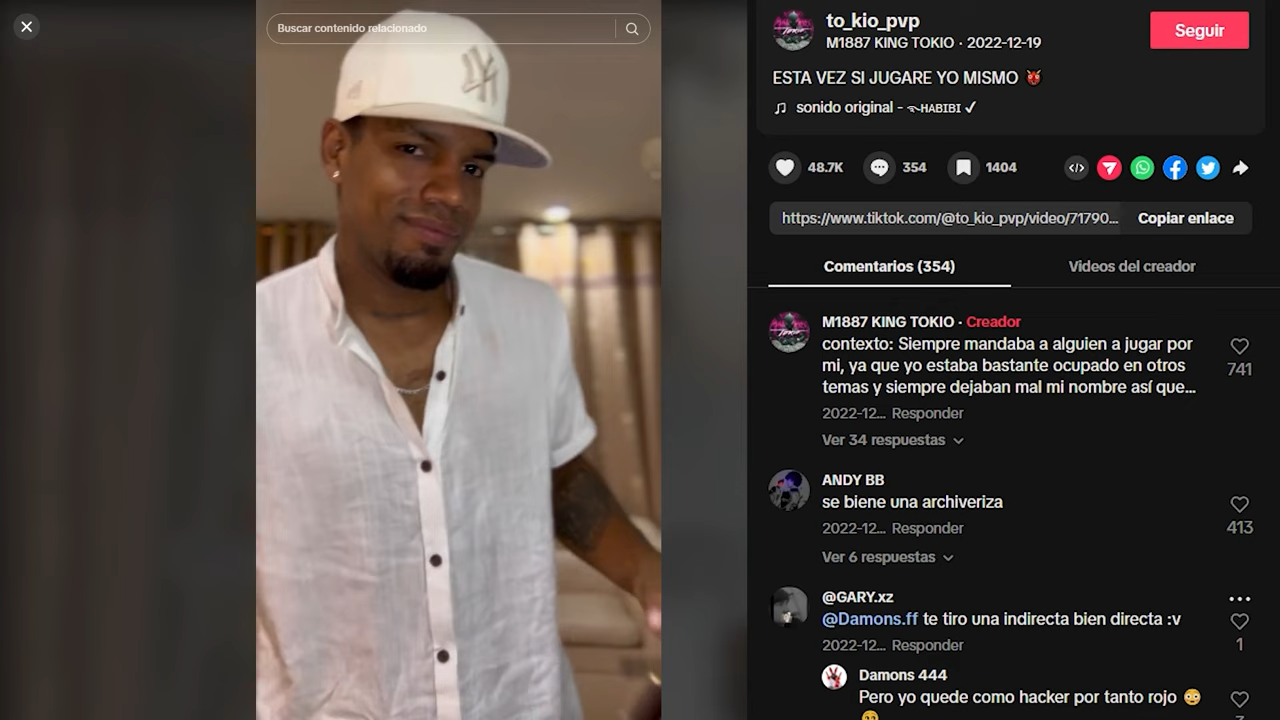 Buscar contenido relacionado
to_kio_pvp
M1887 KING TOKIO · 2022-12-19
Seguir
ESTA VEZ SI JUGARE YO MISMO
sonido original - HABIBI ✓
48.7K
354
1404
https://www.tiktok.com/@to_kio_pvp/video/71790...
Copiar enlace
Comentarios (354)
Videos del creador
M1887 KING TOKIO · Creador
contexto: Siempre mandaba a alguien a jugar por
mi, ya que yo estaba bastante ocupado en otros
temas y siempre dejaban mal mi nombre así que...
741
2022-12... Responder
Ver 34 respuestas
ANDY BB
se biene una archiveriza
413
2022-12... Responder
Ver 6 respuestas
@GARY.xz
@Damons.ff te tiro una indirecta bien directa :v
1
2022-12... Responder
Damons 444
Pero yo quede como hacker por tanto rojo 😳